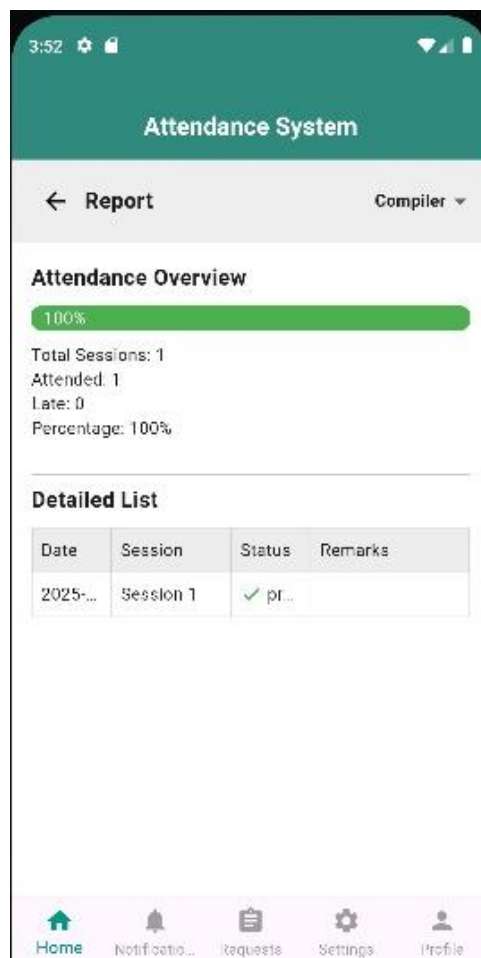 3:52
Attendance System
Report
Compiler
Attendance Overview
100%
Total Sessions: 1
Attended: 1
Late: 0
Percentage: 100%
Detailed List
Date Session Status Remarks
2025-... Session 1 ✓ pr...
Home Notificatio... Requests Settings Profile